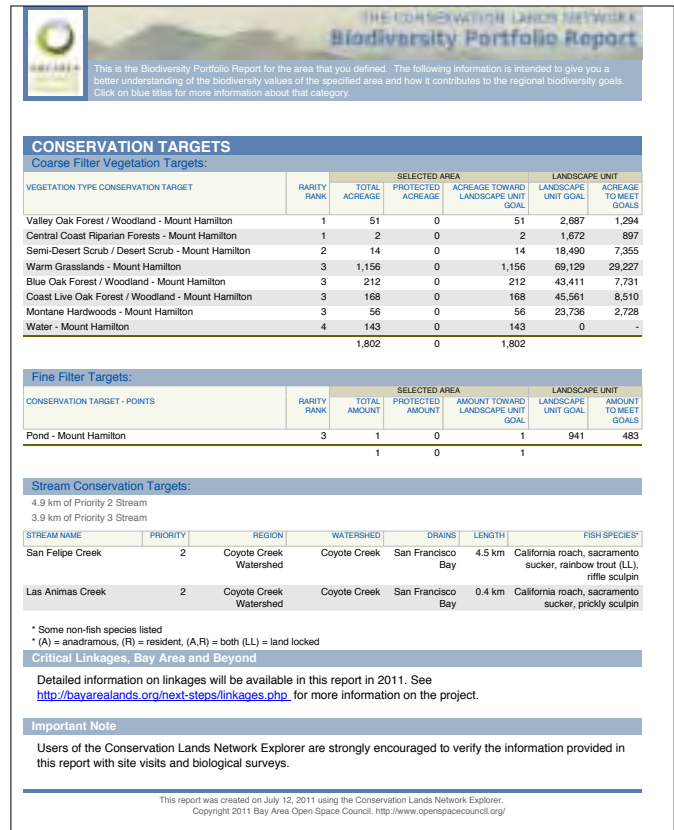 THE CONSERVATION LANDS NETWORK
Biodiversity Portfolio Report
This is the Biodiversity Portfolio Report for the area that you defined. The following information is intended to give you a
better understanding of the biodiversity values of the specified area and how it contributes to the regional biodiversity goals.
Click on blue titles for more information about that category.
CONSERVATION TARGETS
Coarse Filter Vegetation Targets:
SELECTED AREA LANDSCAPE UNIT
VEGETATION TYPE CONSERVATION TARGET RARITY TOTAL PROTECTED ACREAGE TOWARD LANDSCAPE ACREAGE
RANK ACREAGE ACREAGE LANDSCAPE UNIT UNIT GOAL TO MEET
GOAL GOALS
Valley Oak Forest / Woodland - Mount Hamilton 1 51 0 51 2,687 1,294
Central Coast Riparian Forests - Mount Hamilton 1 2 0 2 1,672 897
Semi-Desert Scrub / Desert Scrub - Mount Hamilton 2 14 0 14 18,490 7,355
Warm Grasslands - Mount Hamilton 3 1,156 0 1,156 69,129 29,227
Blue Oak Forest / Woodland - Mount Hamilton 3 212 0 212 43,411 7,731
Coast Live Oak Forest / Woodland - Mount Hamilton 3 168 0 168 45,561 8,510
Montane Hardwoods - Mount Hamilton 3 56 0 56 23,736 2,728
Water - Mount Hamilton 4 143 0 143 0 -
1,802 0 1,802
Fine Filter Targets:
SELECTED AREA LANDSCAPE UNIT
CONSERVATION TARGET - POINTS RARITY TOTAL PROTECTED AMOUNT TOWARD LANDSCAPE AMOUNT
RANK AMOUNT AMOUNT LANDSCAPE UNIT UNIT GOAL TO MEET
GOAL GOALS
Pond - Mount Hamilton 3 1 0 1 941 483
1 0 1
Stream Conservation Targets:
4.9 km of Priority 2 Stream
3.9 km of Priority 3 Stream
STREAM NAME PRIORITY REGION WATERSHED DRAINS LENGTH FISH SPECIES*
San Felipe Creek 2 Coyote Creek Coyote Creek San Francisco 4.5 km California roach, sacramento
Watershed Bay sucker, rainbow trout (LL),
riffle sculpin
Las Animas Creek 2 Coyote Creek Coyote Creek San Francisco 0.4 km California roach, sacramento
Watershed Bay sucker, prickly sculpin
* Some non-fish species listed
* (A) = anadramous, (R) = resident, (A,R) = both (LL) = land locked
Critical Linkages, Bay Area and Beyond
Detailed information on linkages will be available in this report in 2011. See
http://bayarealands.org/next-steps/linkages.php for more information on the project.
Important Note
Users of the Conservation Lands Network Explorer are strongly encouraged to verify the information provided in
this report with site visits and biological surveys.
This report was created on July 12, 2011 using the Conservation Lands Network Explorer.
Copyright 2011 Bay Area Open Space Council. http://www.openspacecouncil.org/